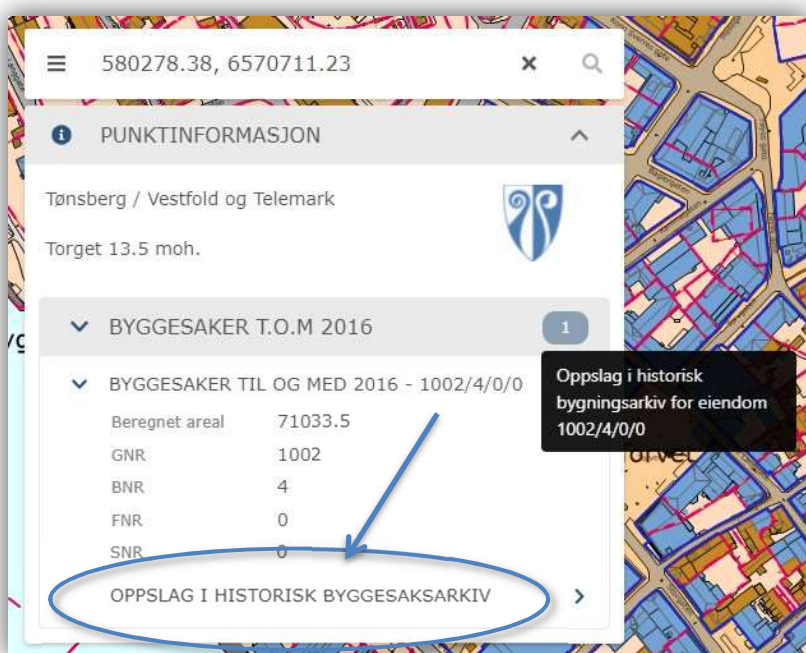 580278.38, 6570711.23
PUNKTINFORMASJON
Tønsberg / Vestfold og Telemark
Torget 13.5 moh.
BYGGESAKER T.O.M 2016
1
BYGGESAKER TIL OG MED 2016 - 1002/4/0/0
Beregnet areal 71033.5
GNR 1002
BNR 4
FNR 0
SNR 0
OPPSLAG I HISTORISK BYGGESAKSARKIV
Oppslag i historisk
bygningsarkiv for eiendom
1002/4/0/0